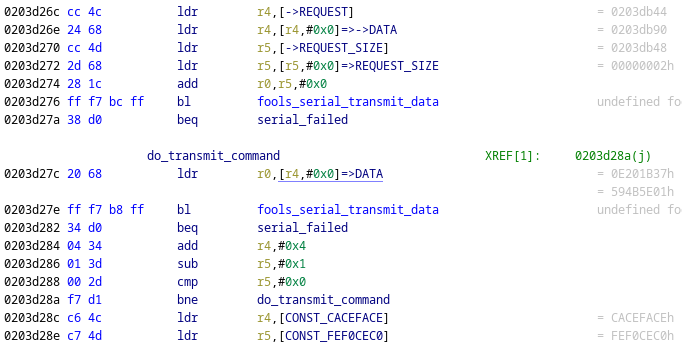 0203d26c cc 4c ldr r4,[->REQUEST] = 0203db44
0203d26e 24 68 ldr r4,[r4,#0x0]=>->DATA = 0203db90
0203d270 cc 4d ldr r5,[->REQUEST_SIZE] = 0203db48
0203d272 2d 68 ldr r5,[r5,#0x0]=>REQUEST_SIZE = 00000002h
0203d274 28 1c add r0,r5,#0x0
0203d276 ff f7 bc ff bl fools_serial_transmit_data undefined fo
0203d27a 38 d0 beq serial_failed
do_transmit_command XREF[1]: 0203d28a(j)
0203d27c 20 68 ldr r0,[r4,#0x0]=>DATA = 0E201B37h
= 594B5E01h
0203d27e ff f7 b8 ff bl fools_serial_transmit_data undefined fo
0203d282 34 d0 beq serial_failed
0203d284 04 34 add r4,#0x4
0203d286 01 3d sub r5,#0x1
0203d288 00 2d cmp r5,#0x0
0203d28a f7 d1 bne do_transmit_command
0203d28c c6 4c ldr r4,[CONST_CACEFACE] = CACEFACEh
0203d28e c7 4d ldr r5,[CONST_FEF0CEC0] = FEF0CEC0h